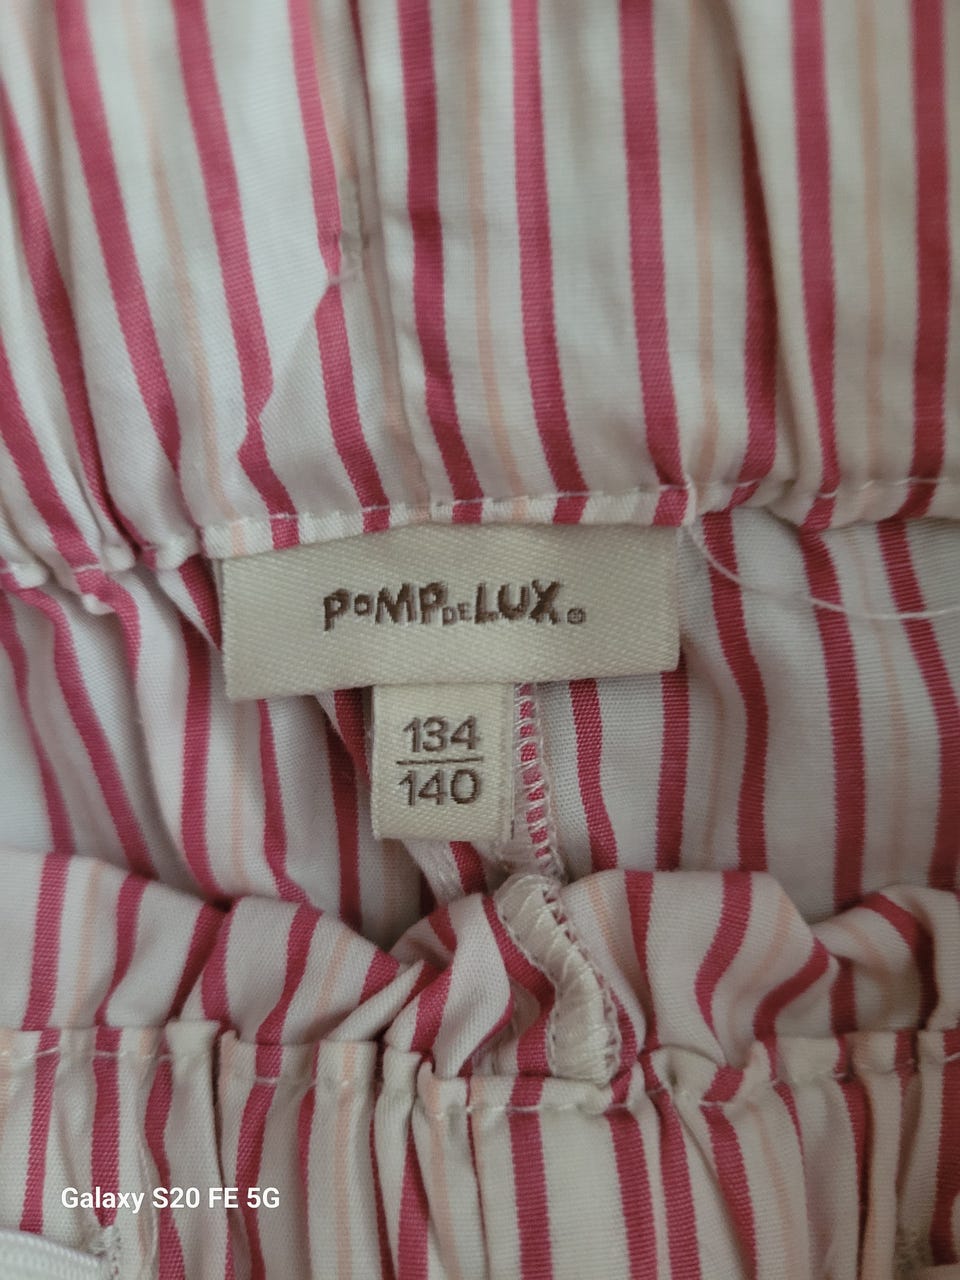 POMPDELUX®
134
140
Galaxy S20 FE 5G